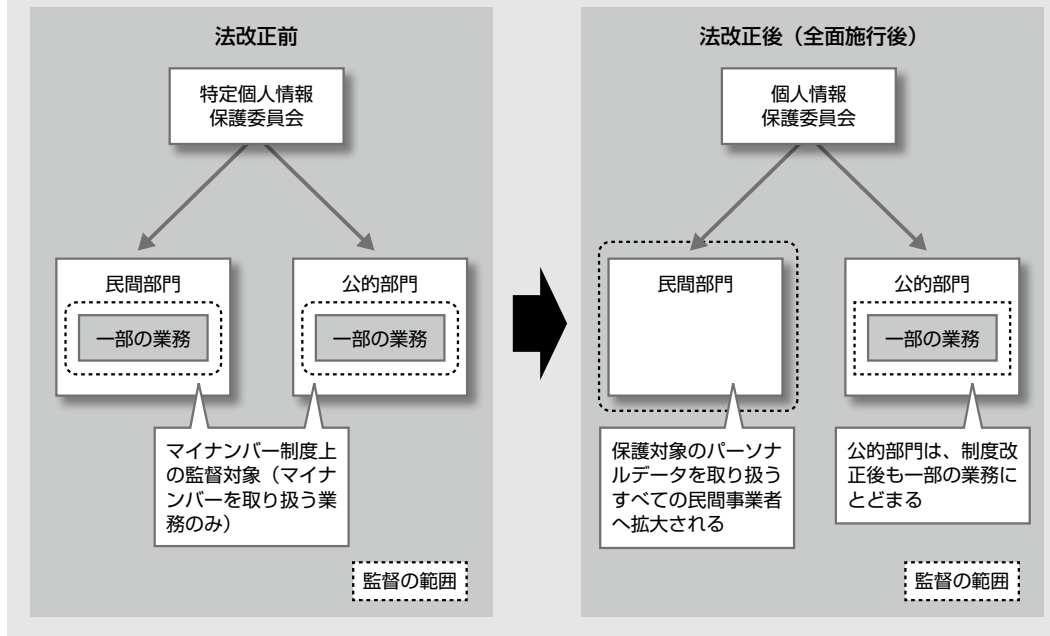 法改正前
特定個人情報
保護委員会
民間部門
一部の業務
公的部門
一部の業務
マイナンバー制度上
の監督対象（マイナ
ンバーを取り扱う業
務のみ）
監督の範囲
法改正後（全面施行後）
個人情報
保護委員会
民間部門
公的部門
一部の業務
保護対象のパーソナ
ルデータを取り扱う
すべての民間事業者
へ拡大される
公的部門は、制度改
正後も一部の業務に
とどまる
監督の範囲